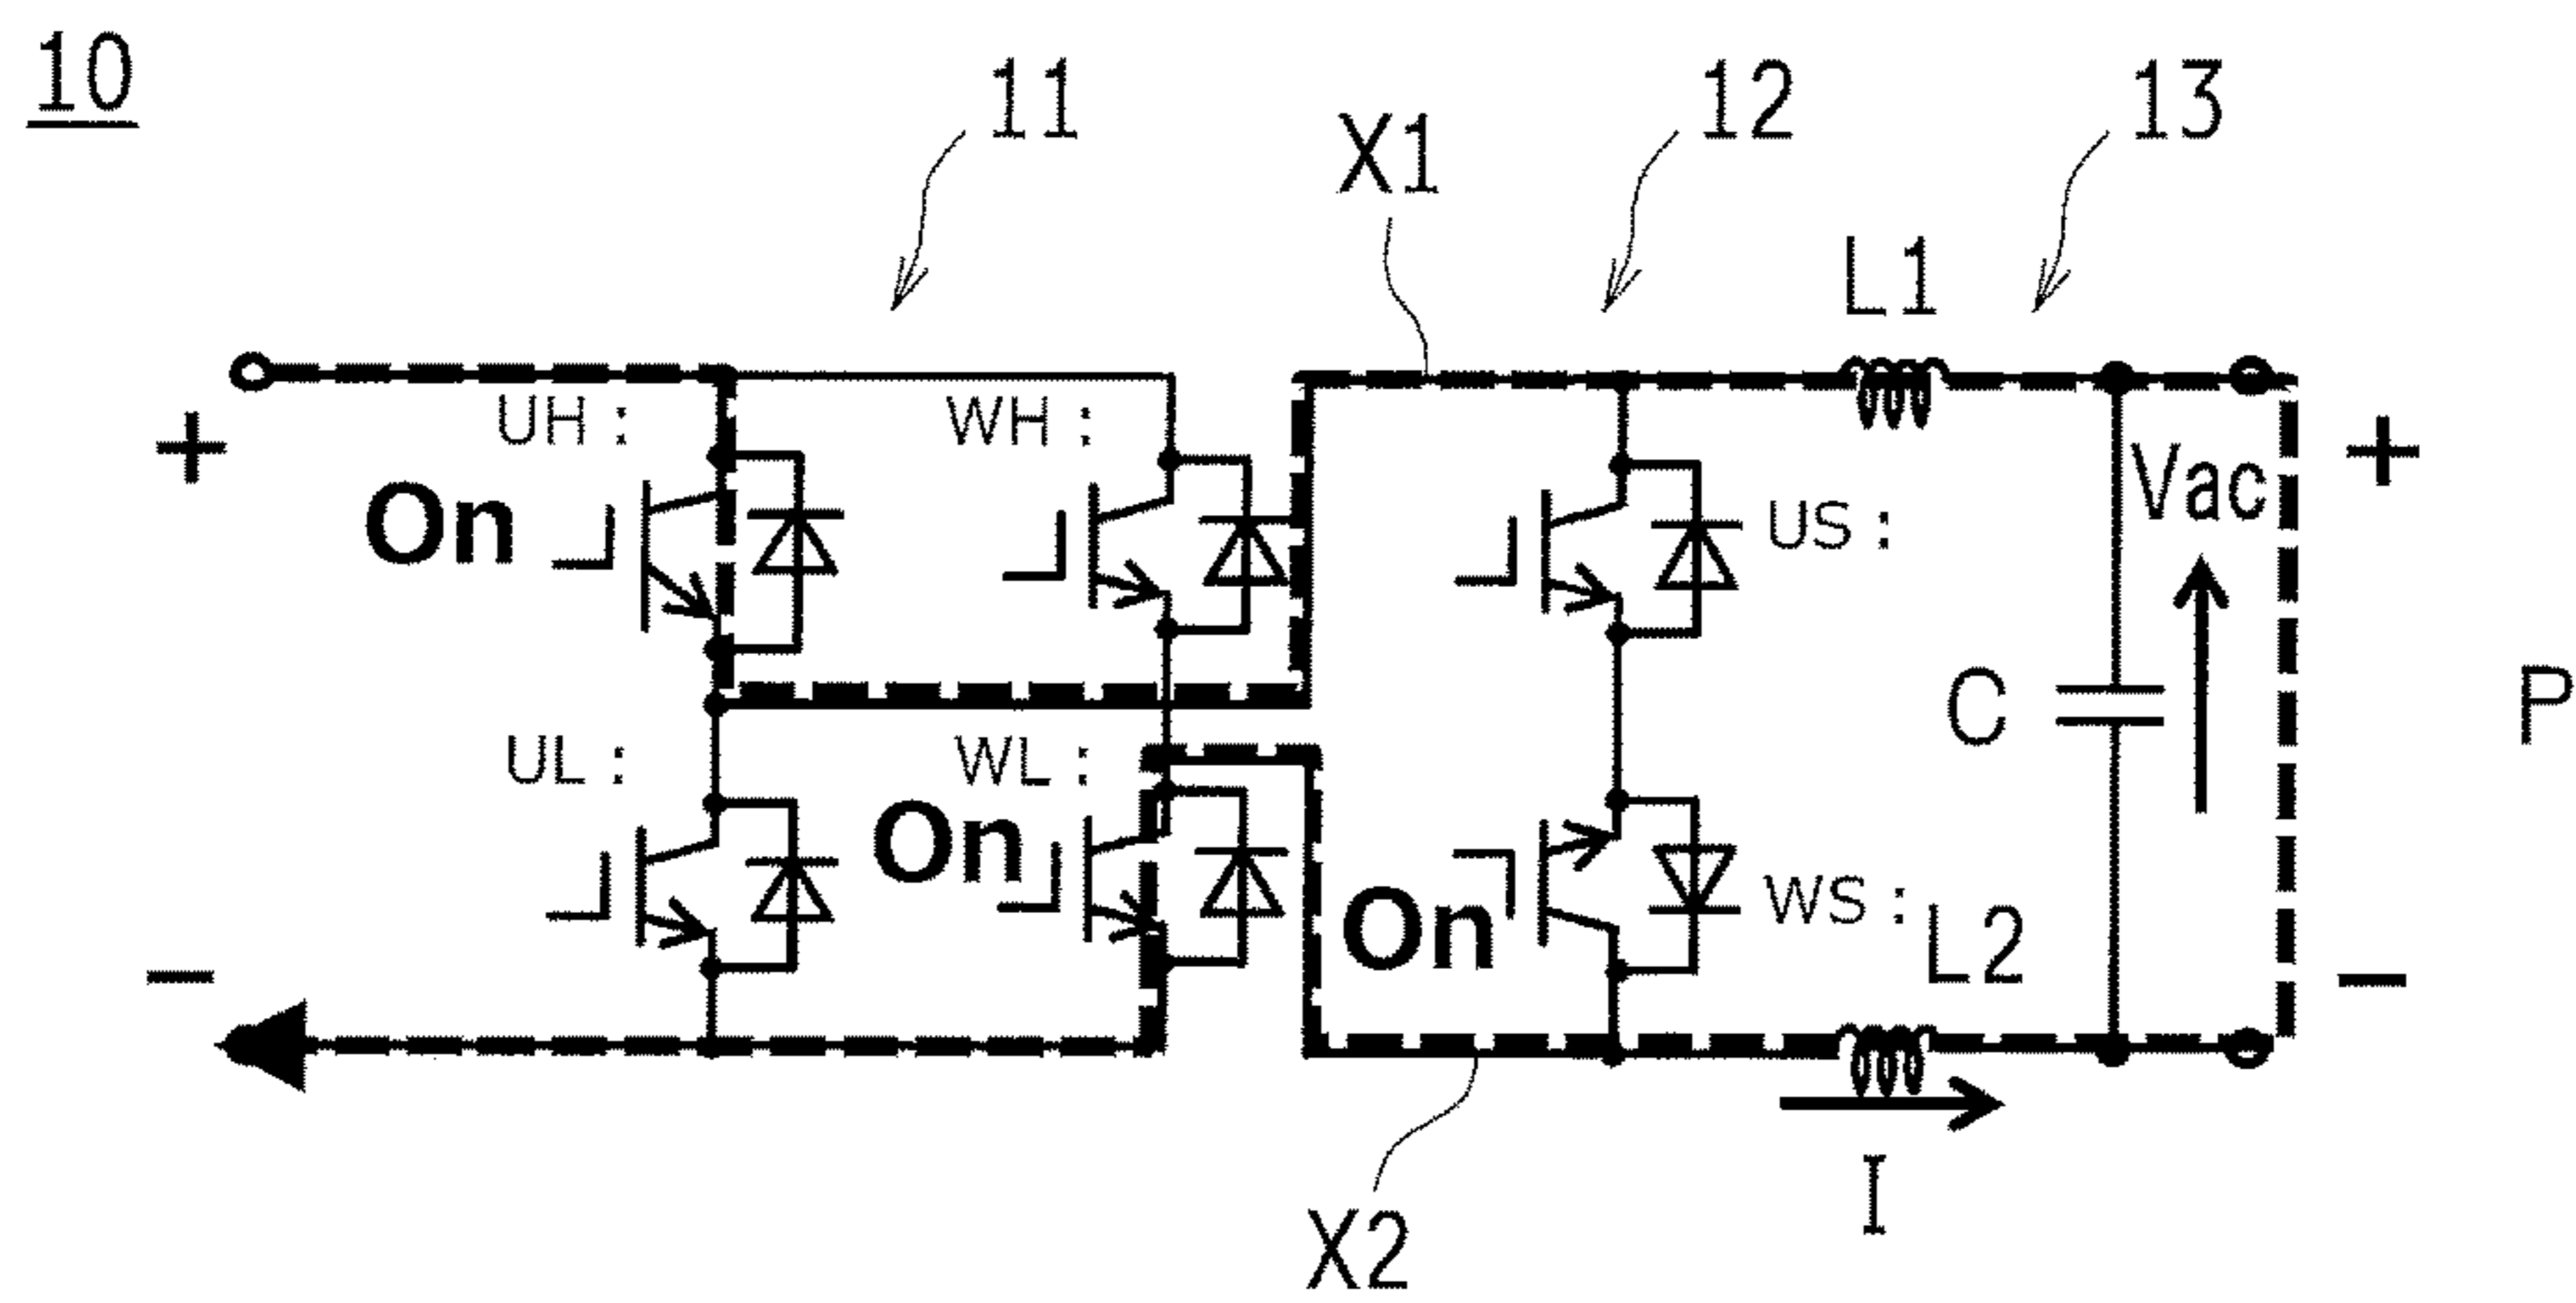 10
11
12
13
X1
L1
+
UH :
WH :
+
On
US :
Vac
C
P
UL :
WL :
On
On
WS :
L2
−
−
I
X2